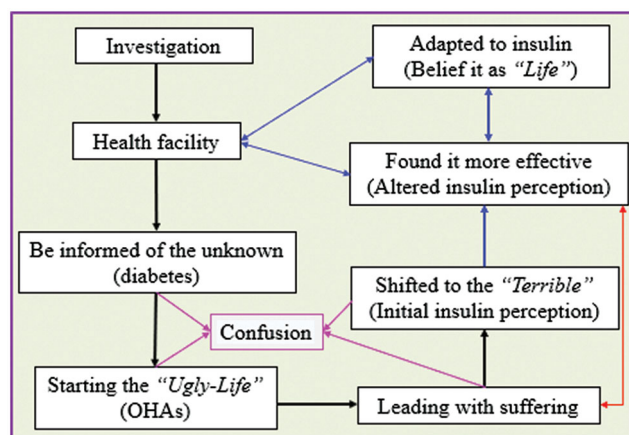 Investigation
Health facility
Be informed of the unknown
(diabetes)
Confusion
Starting the “Ugly-Life”
(OHAs)
Leading with suffering
Shifted to the “Terrible”
(Initial insulin perception)
Found it more effective
(Altered insulin perception)
Adapted to insulin
(Belief it as “Life”)